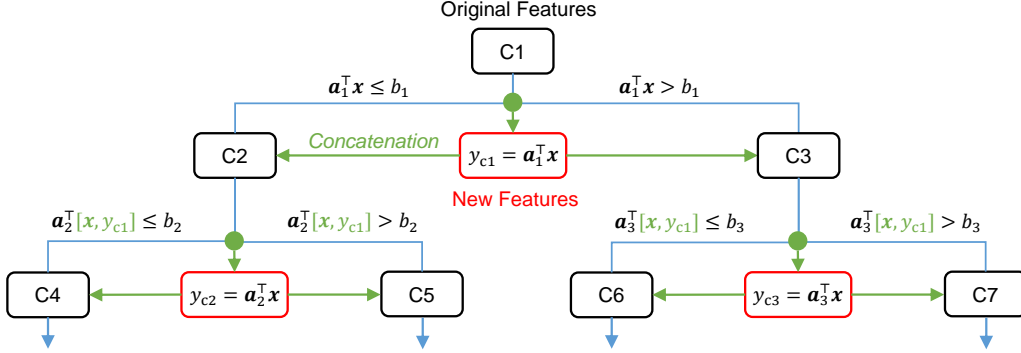 Original Features
C1
𝒂₁ᵀ𝒙 ≤ b₁
𝒂₁ᵀ𝒙 > b₁
Concatenation
C2
y_c1 = 𝒂₁ᵀ𝒙
C3
New Features
𝒂₂ᵀ[𝒙, y_c1] ≤ b₂
𝒂₂ᵀ[𝒙, y_c1] > b₂
𝒂₃ᵀ[𝒙, y_c1] ≤ b₃
𝒂₃ᵀ[𝒙, y_c1] > b₃
C4
y_c2 = 𝒂₂ᵀ𝒙
C5
C6
y_c3 = 𝒂₃ᵀ𝒙
C7